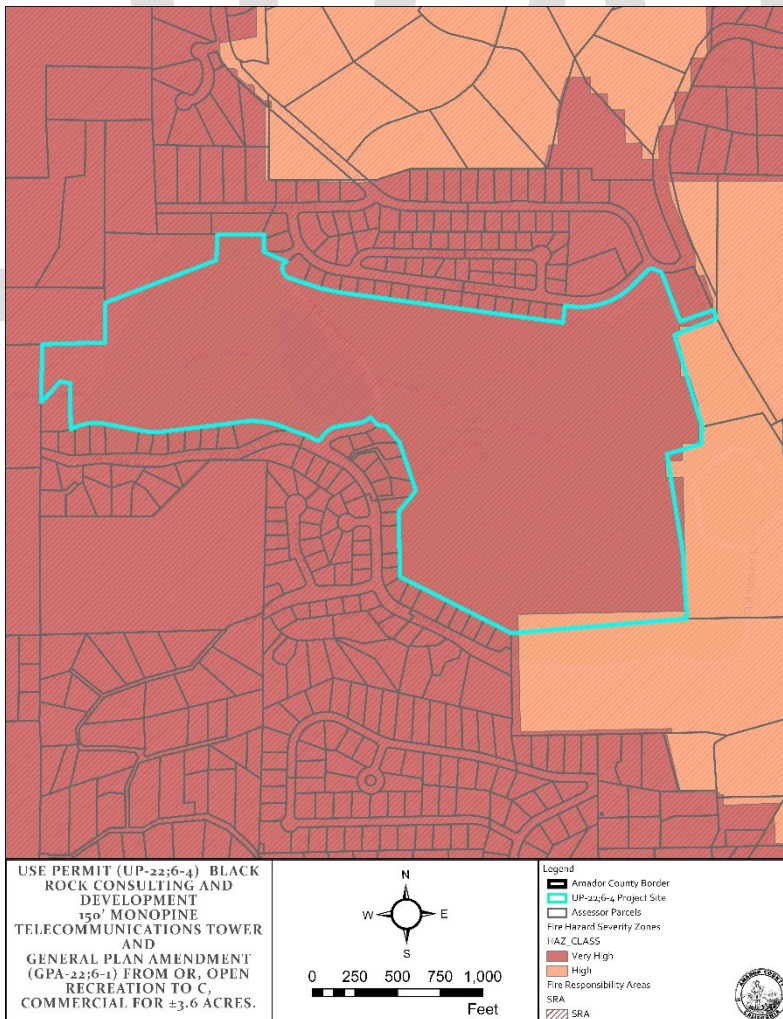 USE PERMIT (UP-22;6-4) BLACK
ROCK CONSULTING AND
DEVELOPMENT
150' MONOPINE
TELECOMMUNICATIONS TOWER
AND
GENERAL PLAN AMENDMENT
(GPA-22;6-1) FROM OR, OPEN
RECREATION TO C,
COMMERCIAL FOR ±3.6 ACRES.
N
W E
S
0 250 500 750 1,000
Feet
Legend
Amador County Border
UP-22;6-4 Project Site
Assessor Parcels
Fire Hazard Severity Zones
HAZ_CLASS
Very High
High
Fire Responsibility Areas
SRA
SRA
AMADOR COUNTY
CALIFORNIA